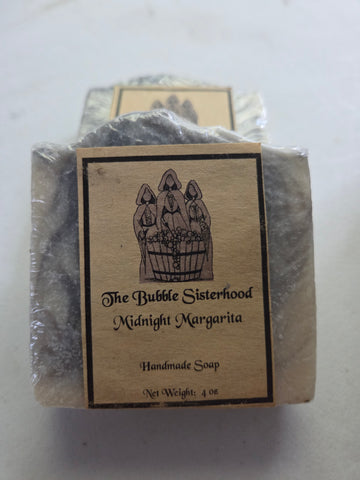 The Bubble Sisterhood
Midnight Margarita
Handmade Soap
Net Weight: 4 oz